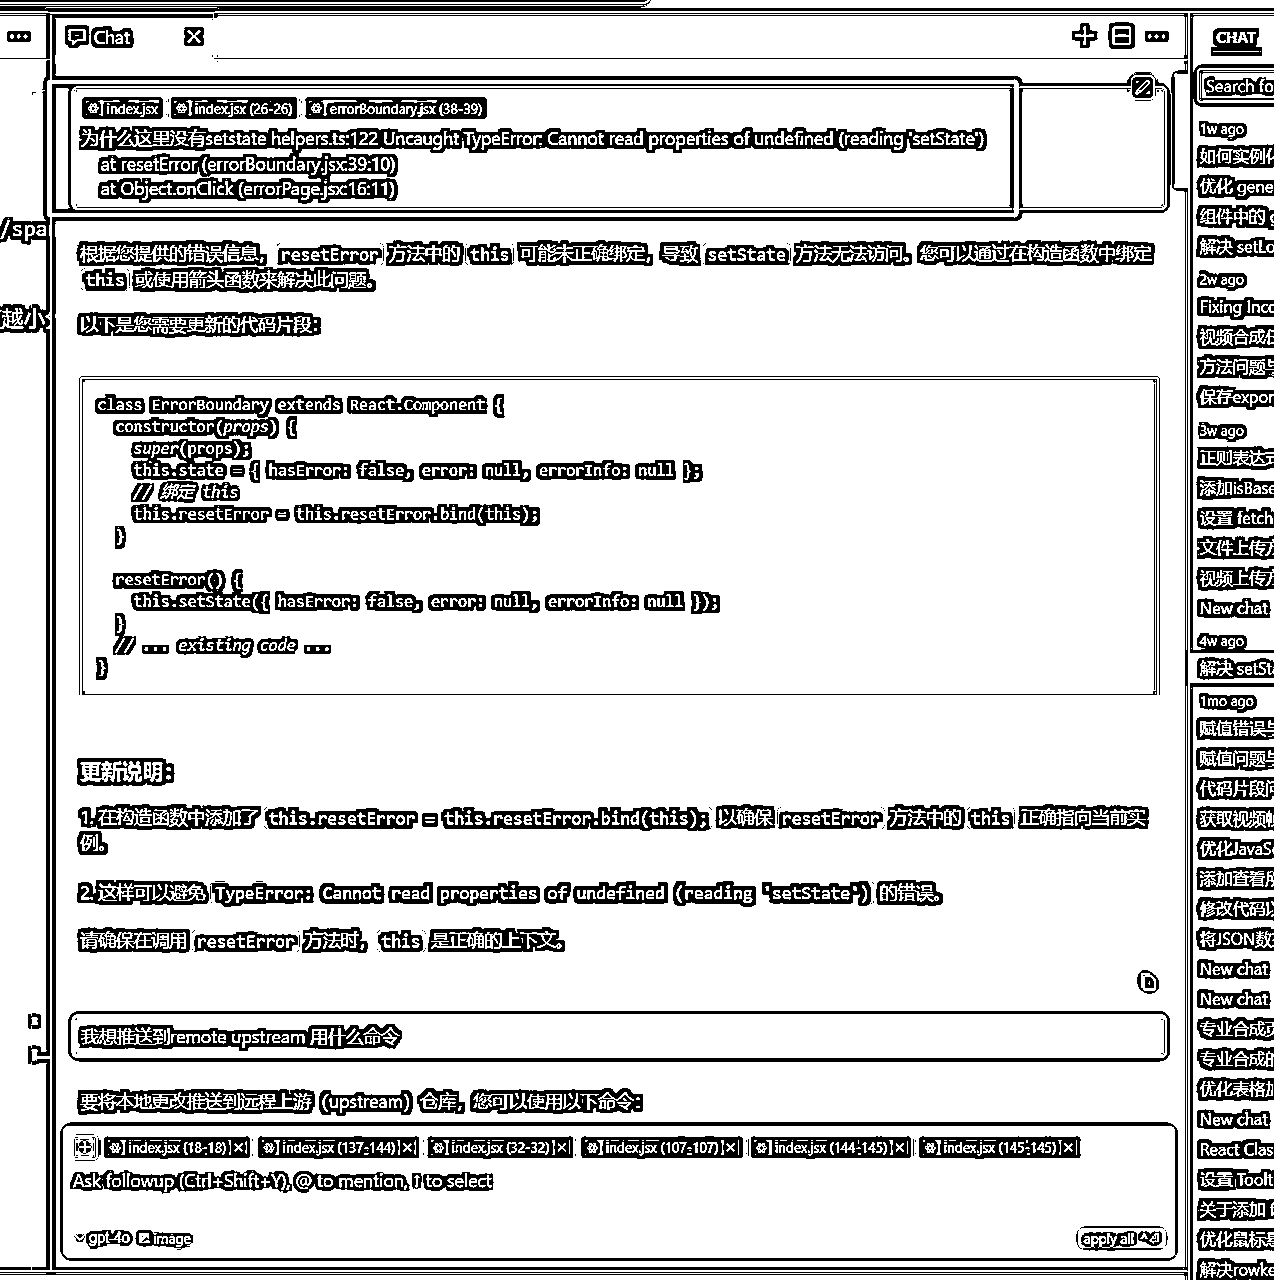 Chat
index.jsx index.jsx (26-26) errorBoundary.jsx (38-39)
为什么这里没有setstate helpers.ts:122 Uncaught TypeError: Cannot read properties of undefined (reading 'setState')
at resetError (errorBoundary.jsx:39:10)
at Object.onClick (errorPage.jsx:16:11)
根据您提供的错误信息，resetError 方法中的 this 可能未正确绑定，导致 setState 方法无法访问。您可以通过在构造函数中绑定
this 或使用箭头函数来解决此问题。
以下是您需要更新的代码片段：
class ErrorBoundary extends React.Component {
constructor(props) {
super(props);
this.state = { hasError: false, error: null, errorInfo: null };
// 绑定 this
this.resetError = this.resetError.bind(this);
}
resetError() {
this.setState({ hasError: false, error: null, errorInfo: null });
}
// ... existing code ...
}
更新说明：
1. 在构造函数中添加了 this.resetError = this.resetError.bind(this); 以确保 resetError 方法中的 this 正确指向当前实
例。
2. 这样可以避免 TypeError: Cannot read properties of undefined (reading 'setState') 的错误。
请确保在调用 resetError 方法时，this 是正确的上下文。
我想推送到remote upstream 用什么命令
要将本地更改推送到远程上游 (upstream) 仓库，您可以使用以下命令：
index.jsx (18-18) index.jsx (137-144) index.jsx (32-32) index.jsx (107-107) index.jsx (144-145) index.jsx (145-145)
Ask followup (Ctrl+Shift+Y), @ to mention, ↑ to select
gpt-4o image
apply all
/spa
越小
CHAT
Search fo
1w ago
如何实例化
优化 gene
组件中的 g
解决 setLo
2w ago
Fixing Inco
视频合成任
方法问题与
保存expor
3w ago
正则表达式
添加isBase
设置 fetch
文件上传方
视频上传方
New chat
4w ago
解决 setSta
1mo ago
赋值错误与
赋值问题与
代码片段问
获取视频帧
优化JavaSc
添加查看所
修改代码以
将JSON数
New chat
New chat
专业合成页
专业合成的
优化表格加
New chat
React Class
设置 Toolti
关于添加 f
优化鼠标悬
解决rowke